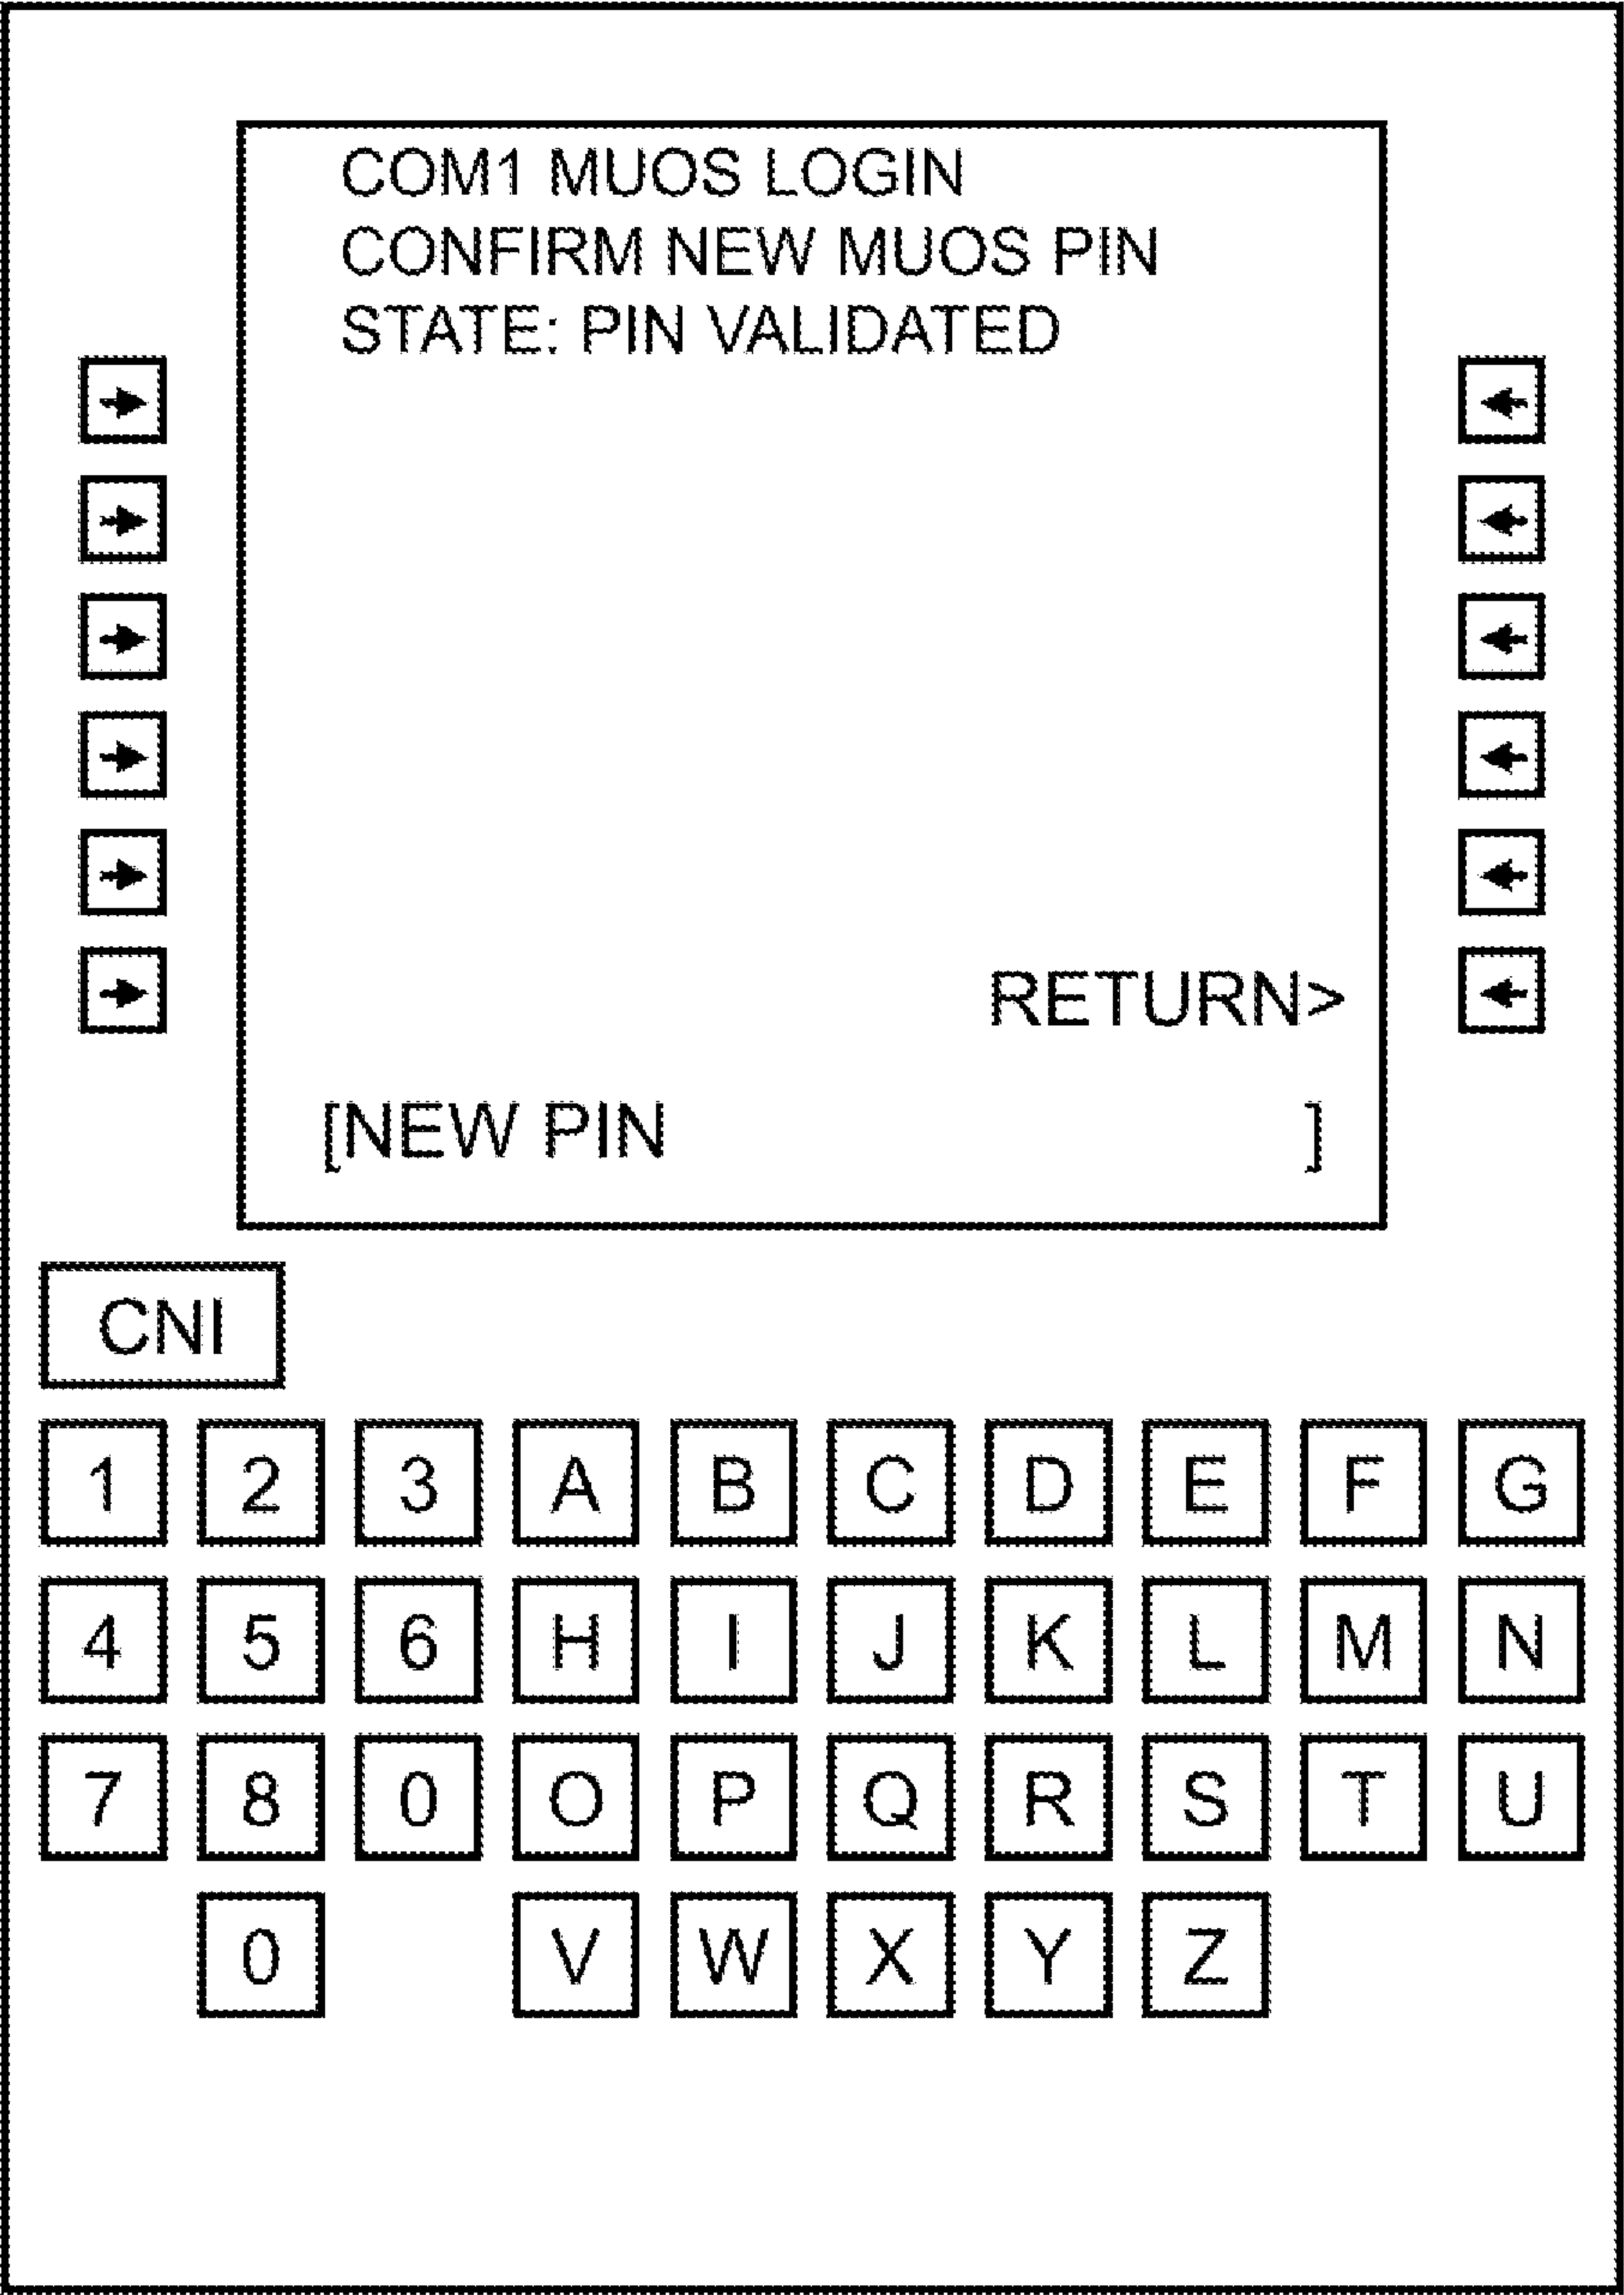 COM1 MUOS LOGIN
CONFIRM NEW MUOS PIN
STATE: PIN VALIDATED
RETURN>
[NEW PIN ]
CNI
1 2 3 A B C D E F G
4 5 6 H I J K L M N
7 8 0 O P Q R S T U
0 V W X Y Z